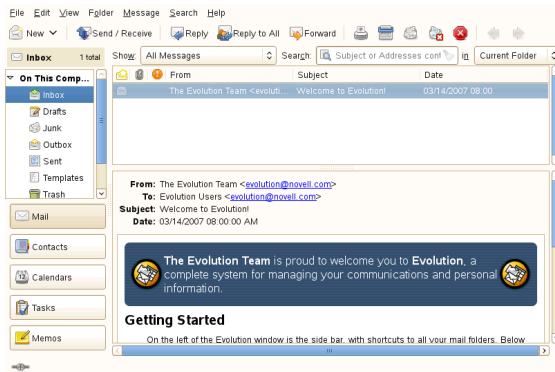 File Edit View Folder Message Search Help
New Send / Receive Reply Reply to All Forward
Inbox 1 total Show: All Messages Search: Subject or Addresses cont in Current Folder
On This Comp...
Inbox
Drafts
Junk
Outbox
Sent
Templates
Trash
From Subject Date
The Evolution Team <evoluti... Welcome to Evolution! 03/14/2007 08:00
Mail
Contacts
Calendars
Tasks
Memos
From: The Evolution Team <evolution@novell.com>
To: Evolution Users <evolution@novell.com>
Subject: Welcome to Evolution!
Date: 03/14/2007 08:00:00 AM
The Evolution Team is proud to welcome you to Evolution, a
complete system for managing your communications and personal
information.
Getting Started
On the left of the Evolution window is the side bar, with shortcuts to all your mail folders. Below